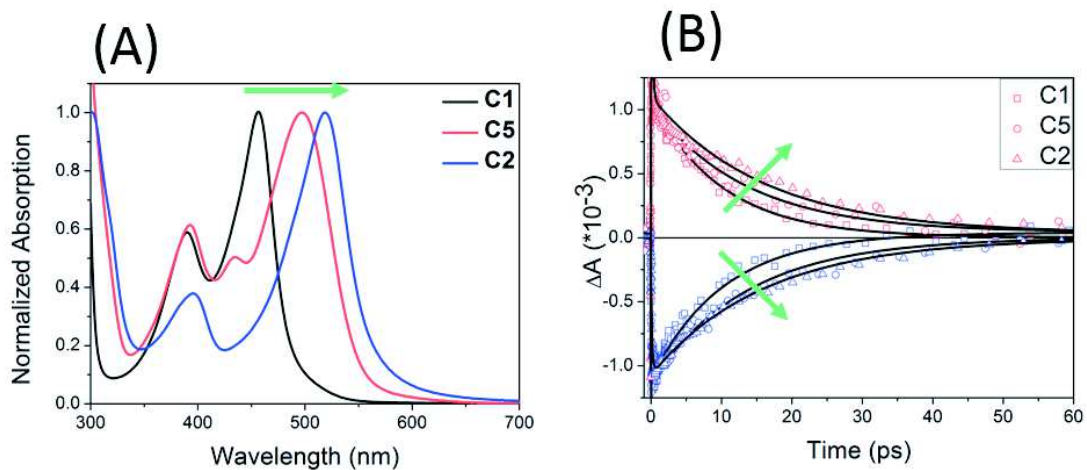 (A)
C1
C5
C2
1.0
0.8
0.6
0.4
0.2
0.0
300
400
500
600
700
Normalized Absorption
Wavelength (nm)
(B)
C1
C5
C2
1.0
0.5
0.0
-0.5
-1.0
0
10
20
30
40
50
60
ΔA (*10^-3)
Time (ps)